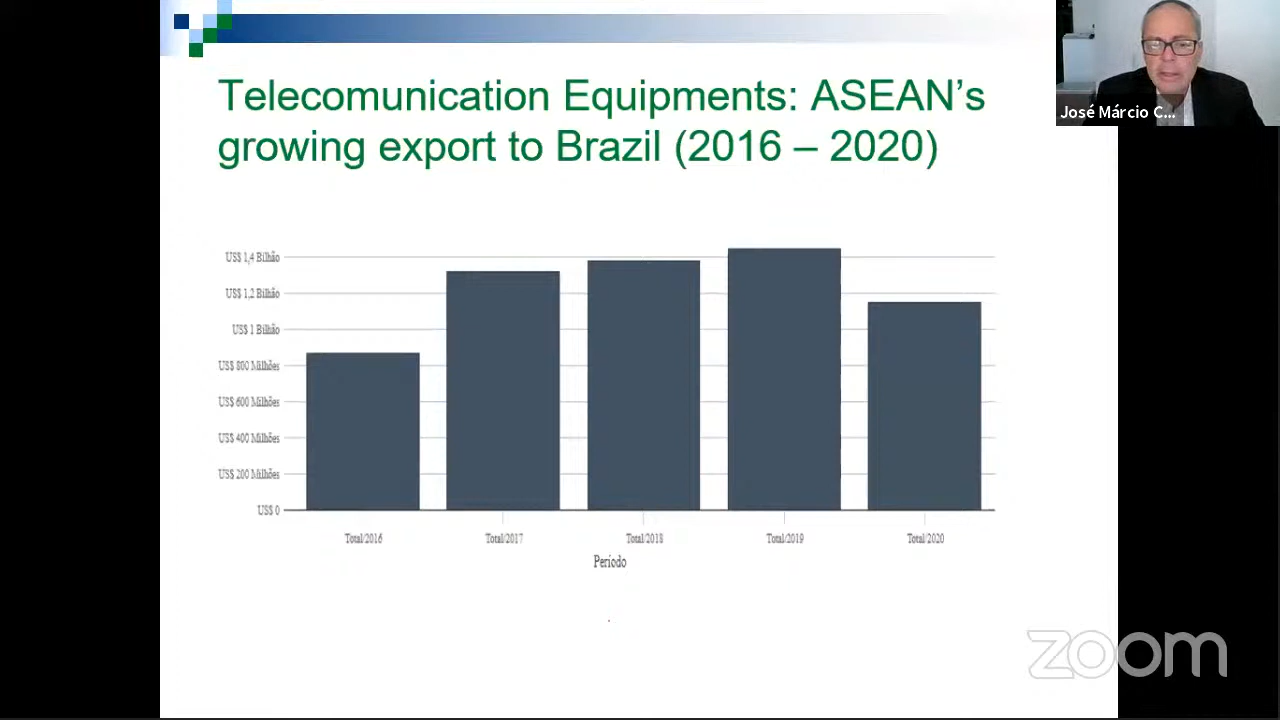 Telecomunication Equipments: ASEAN’s
growing export to Brazil (2016 – 2020)
José Márcio C...
US$ 1,4 Bilhão
US$ 1,2 Bilhão
US$ 1 Bilhão
US$ 800 Milhões
US$ 600 Milhões
US$ 400 Milhões
US$ 200 Milhões
US$ 0
Total/2016 Total/2017 Total/2018 Total/2019 Total/2020
Período
zoom